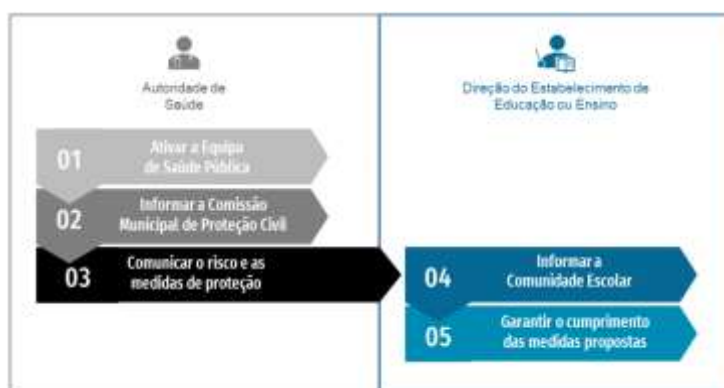 Autoridade de
Saúde
Direção do Estabelecimento de
Educação ou Ensino
01
Ativar a Equipa
de Saúde Pública
02
Informar a Comissão
Municipal de Proteção Civil
03
Comunicar o risco e as
medidas de proteção
04
Informar a
Comunidade Escolar
05
Garantir o cumprimento
das medidas propostas